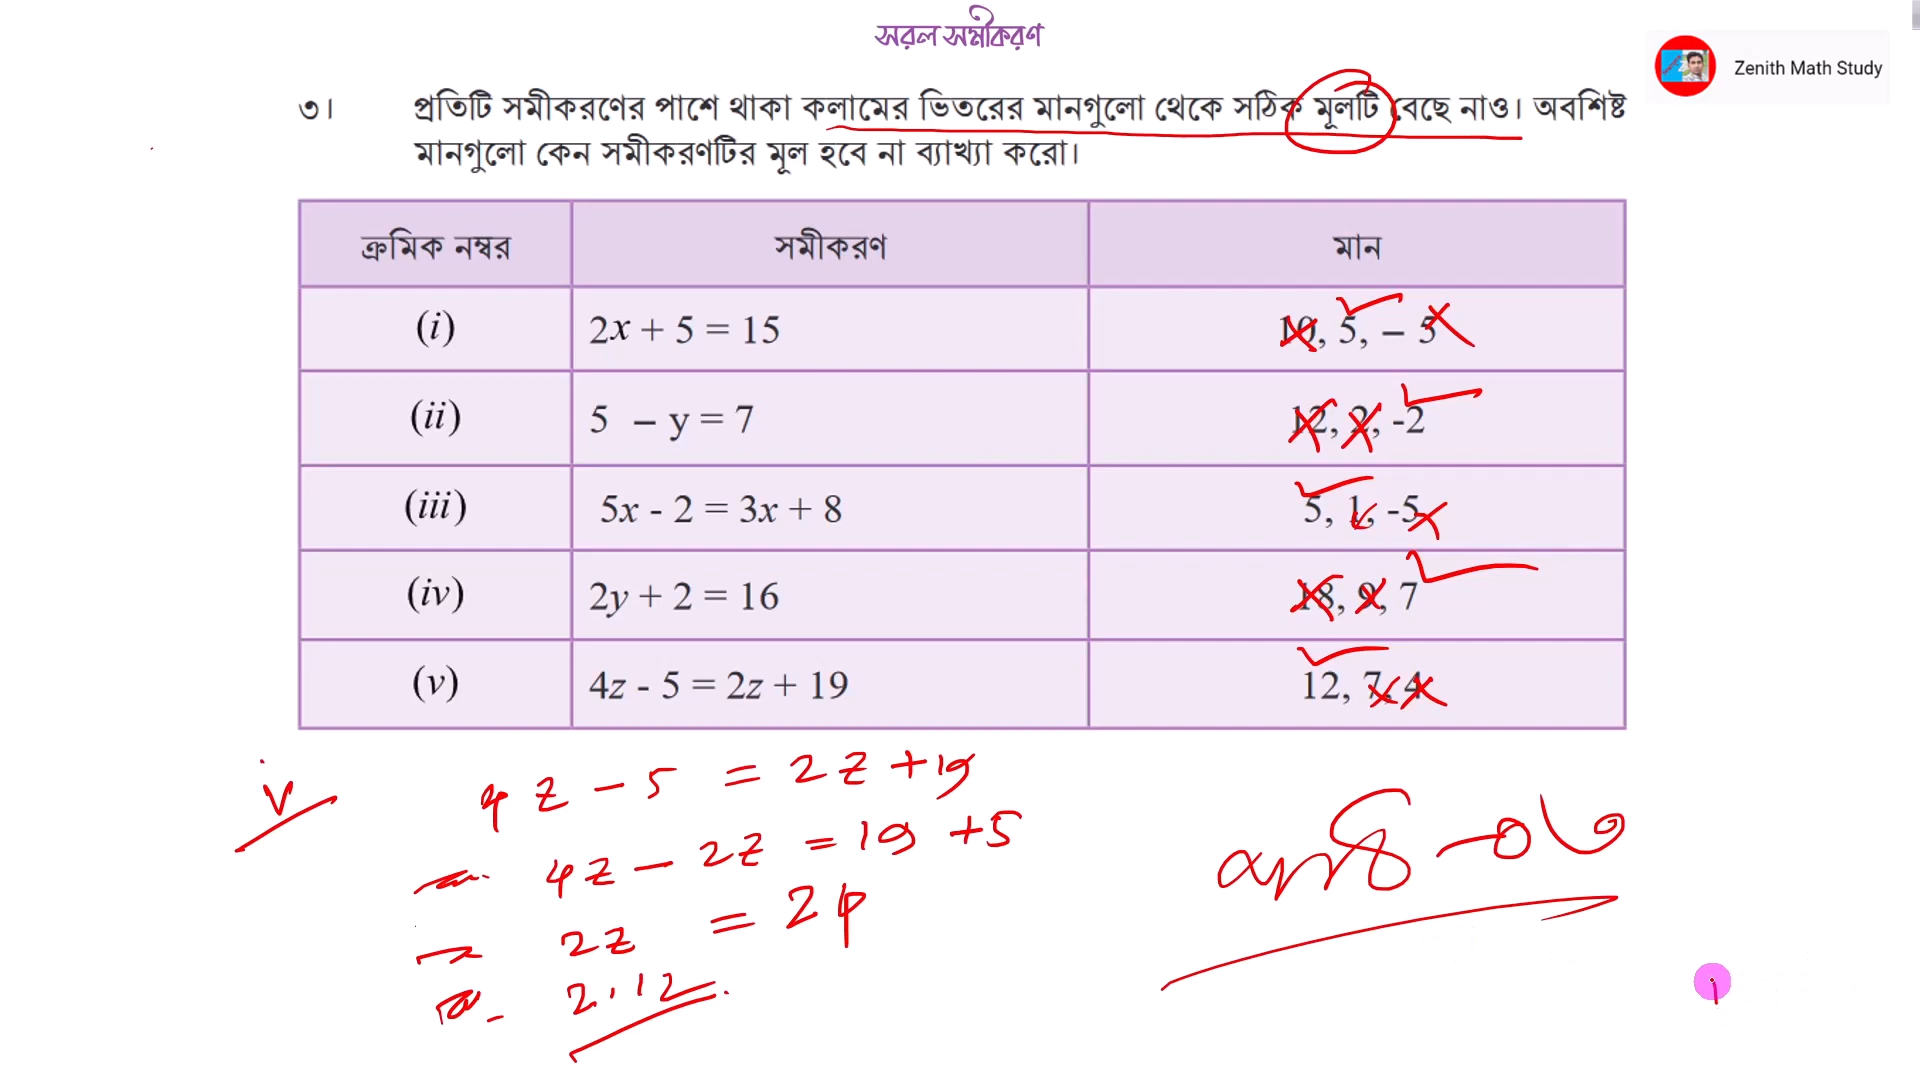 সরল সমীকরণ
Zenith Math Study
৩। প্রতিটি সমীকরণের পাশে থাকা কলামের ভিতরের মানগুলো থেকে সঠিক মূলটি বেছে নাও। অবশিষ্ট
মানগুলো কেন সমীকরণটির মূল হবে না ব্যাখ্যা করো।
ক্রমিক নম্বর সমীকরণ মান
(i) 2x + 5 = 15 10, 5, – 5
(ii) 5 – y = 7 12, 2, -2
(iii) 5x - 2 = 3x + 8 5, 1, -5
(iv) 2y + 2 = 16 18, 9, 7
(v) 4z - 5 = 2z + 19 12, 7, 4
v 4z – 5 = 2z + 19
4z – 2z = 19 + 5
2z = 24